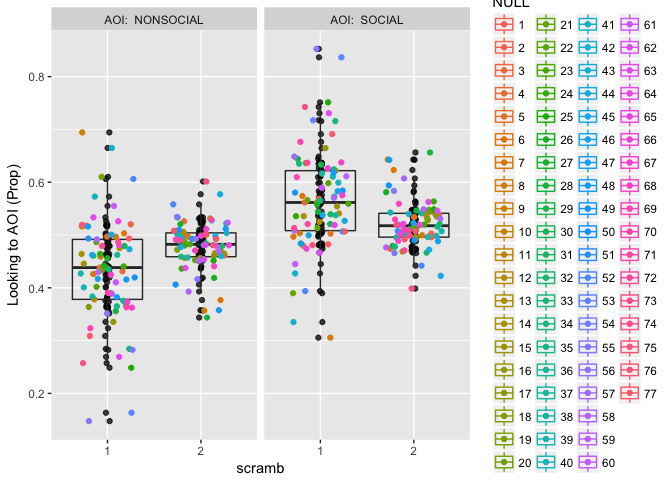 NULL
AOI: NONSOCIAL
AOI: SOCIAL
Looking to AOI (Prop)
0.8
0.6
0.4
0.2
1
2
1
2
scramb
1 21 41 61
2 22 42 62
3 23 43 63
4 24 44 64
5 25 45 65
6 26 46 66
7 27 47 67
8 28 48 68
9 29 49 69
10 30 50 70
11 31 51 71
12 32 52 72
13 33 53 73
14 34 54 74
15 35 55 75
16 36 56 76
17 37 57 77
18 38 58
19 39 59
20 40 60